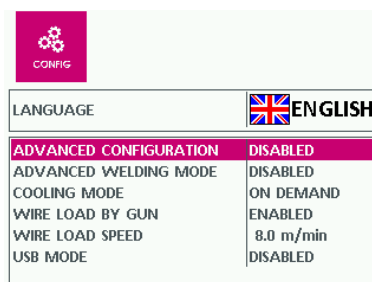 CONFIG
LANGUAGE ENGLISH
ADVANCED CONFIGURATION DISABLED
ADVANCED WELDING MODE DISABLED
COOLING MODE ON DEMAND
WIRE LOAD BY GUN ENABLED
WIRE LOAD SPEED 8.0 m/min
USB MODE DISABLED